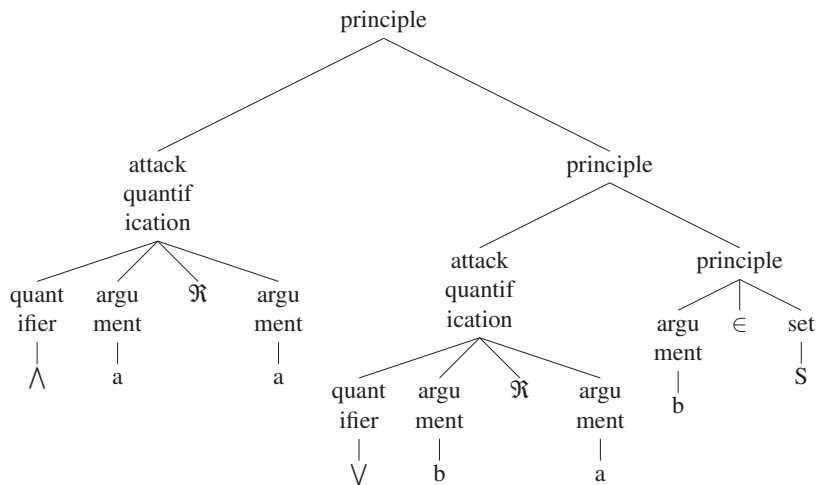 principle
attack
quantif
ication
principle
quant
ifier
⋀
argu
ment
a
ℜ
argu
ment
a
attack
quantif
ication
principle
quant
ifier
⋁
argu
ment
b
ℜ
argu
ment
a
argu
ment
b
∈
set
S